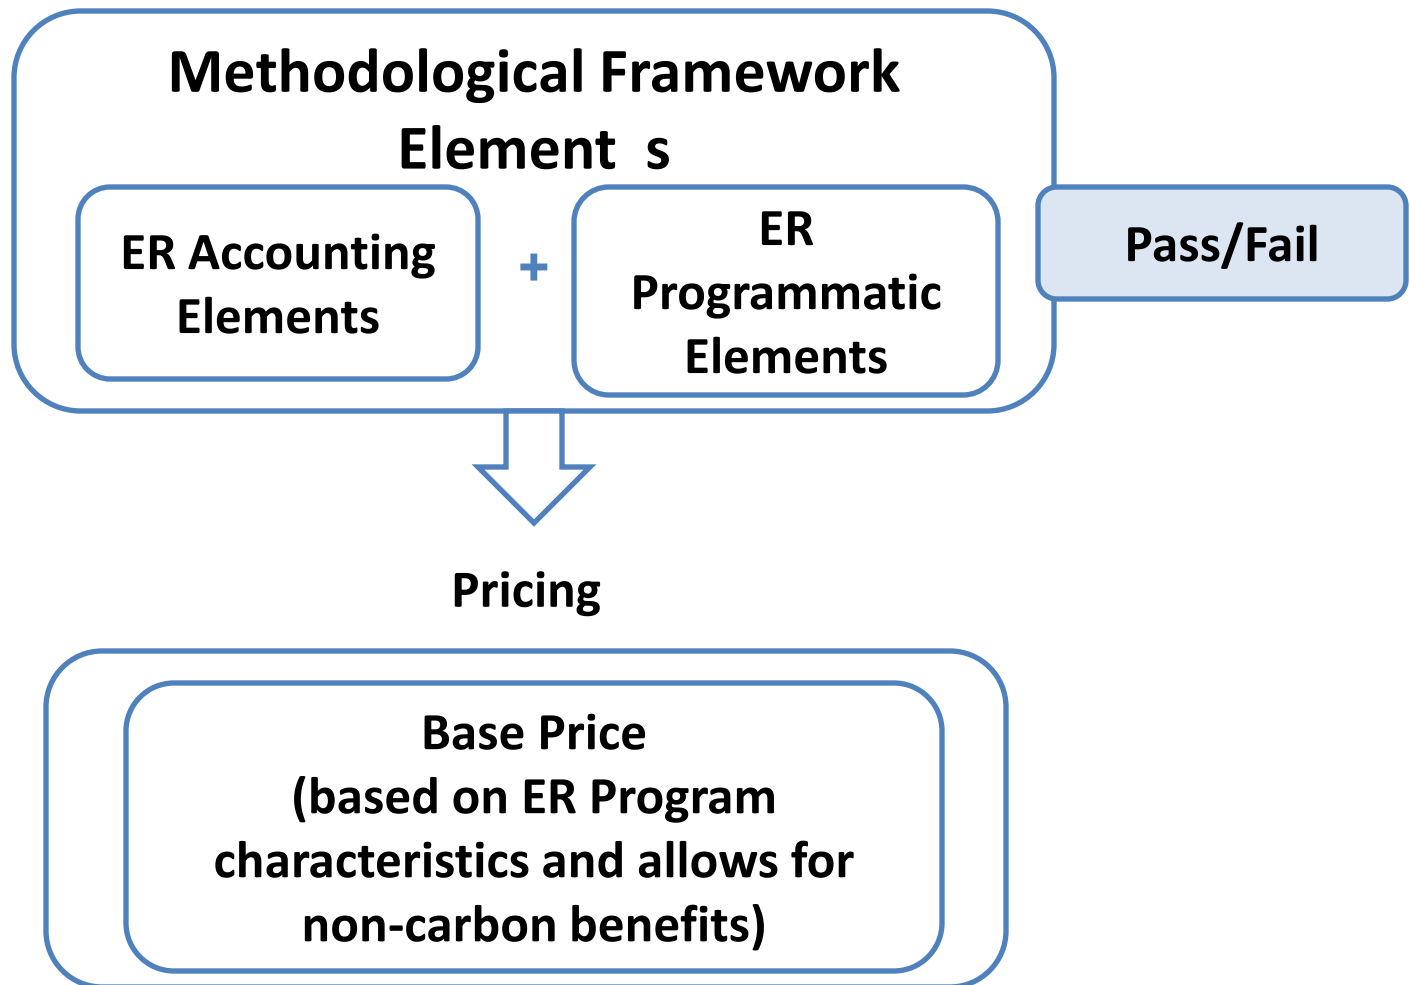 Methodological Framework
Element  s
ER Accounting
Elements
+
ER
Programmatic
Elements
Pass/Fail
Pricing
Base Price
(based on ER Program
characteristics and allows for
non-carbon benefits)